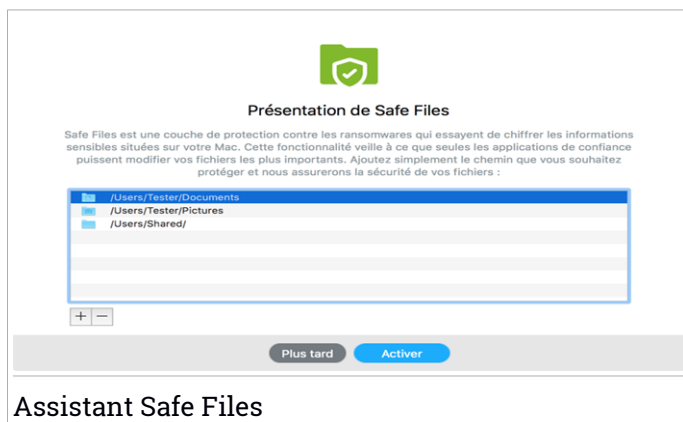 Présentation de Safe Files
Safe Files est une couche de protection contre les ransomwares qui essayent de chiffrer les informations
sensibles situées sur votre Mac. Cette fonctionnalité veille à ce que seules les applications de confiance
puissent modifier vos fichiers les plus importants. Ajoutez simplement le chemin que vous souhaitez
protéger et nous assurerons la sécurité de vos fichiers :
/Users/Tester/Documents
/Users/Tester/Pictures
/Users/Shared/
+ −
Plus tard Activer
Assistant Safe Files